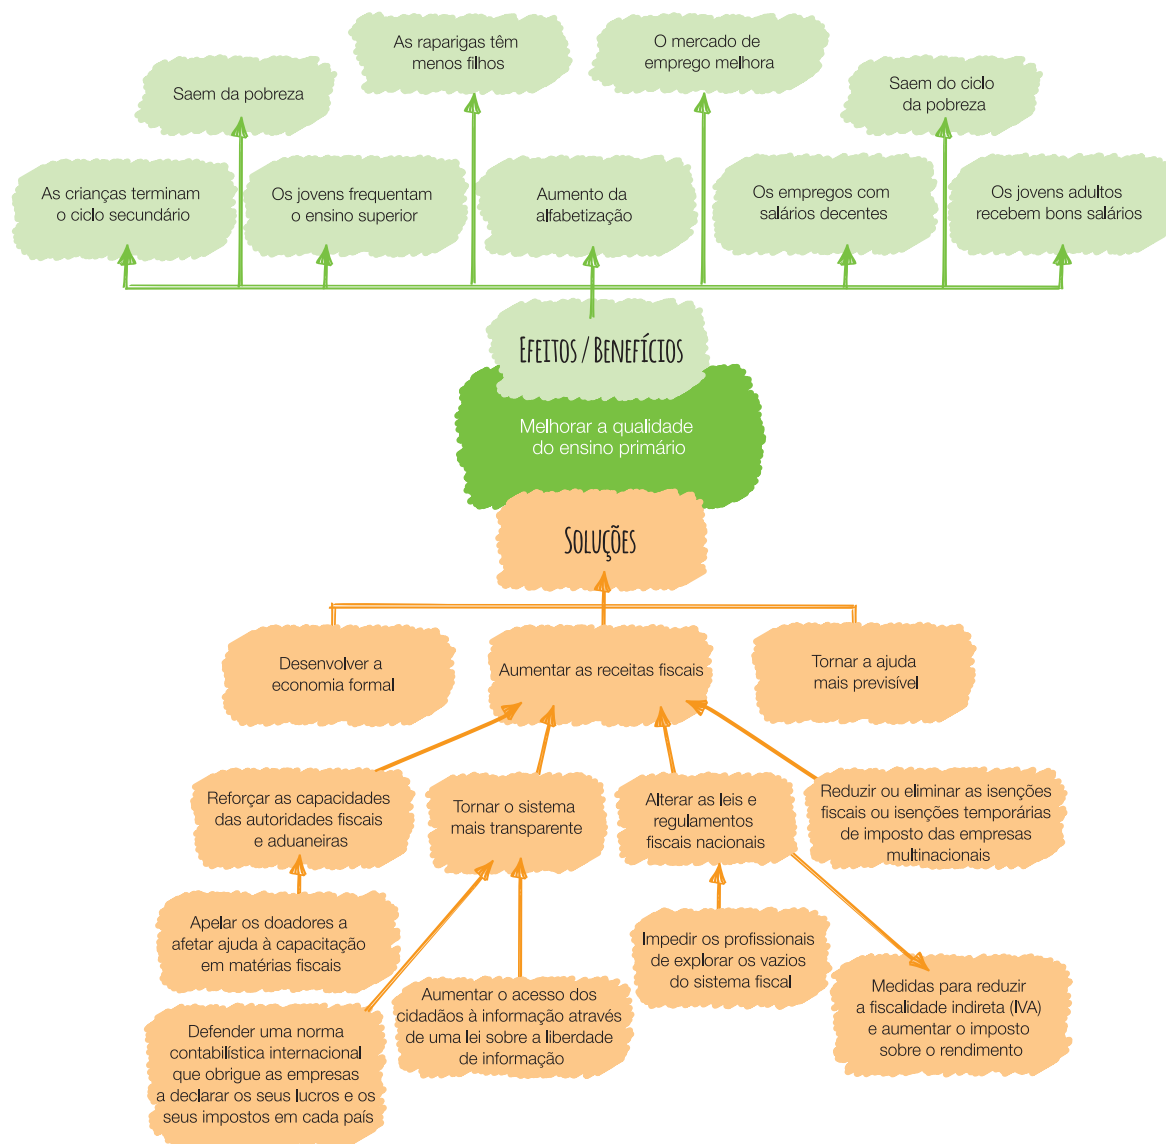 As raparigas têm
menos filhos
O mercado de
emprego melhora
Saem da pobreza
Saem do ciclo
da pobreza
As crianças terminam
o ciclo secundário
Os jovens frequentam
o ensino superior
Aumento da
alfabetização
Os empregos com
salários decentes
Os jovens adultos
recebem bons salários
Efeitos / Benefícios
Melhorar a qualidade
do ensino primário
Soluções
Desenvolver a
economia formal
Aumentar as receitas fiscais
Tornar a ajuda
mais previsível
Reforçar as capacidades
das autoridades fiscais
e aduaneiras
Tornar o sistema
mais transparente
Alterar as leis e
regulamentos
fiscais nacionais
Reduzir ou eliminar as isenções
fiscais ou isenções temporárias
de imposto das empresas
multinacionais
Apelar os doadores a
afetar ajuda à capacitação
em matérias fiscais
Impedir os profissionais
de explorar os vazios
do sistema fiscal
Aumentar o acesso dos
cidadãos à informação através
de uma lei sobre a liberdade
de informação
Medidas para reduzir
a fiscalidade indireta (IVA)
e aumentar o imposto
sobre o rendimento
Defender uma norma
contabilística internacional
que obrigue as empresas
a declarar os seus lucros e os
seus impostos em cada país